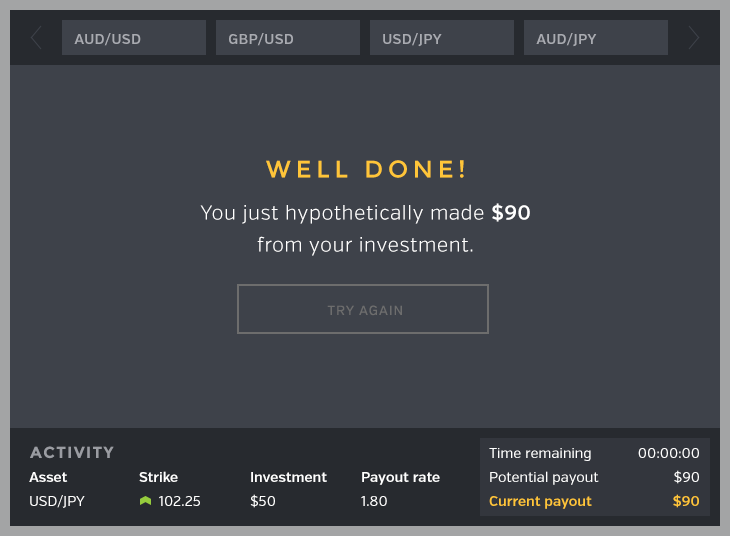 AUD/USD GBP/USD USD/JPY AUD/JPY
WELL DONE!
You just hypothetically made $90
from your investment.
TRY AGAIN
ACTIVITY
Asset Strike Investment Payout rate
USD/JPY 102.25 $50 1.80
Time remaining 00:00:00
Potential payout $90
Current payout $90